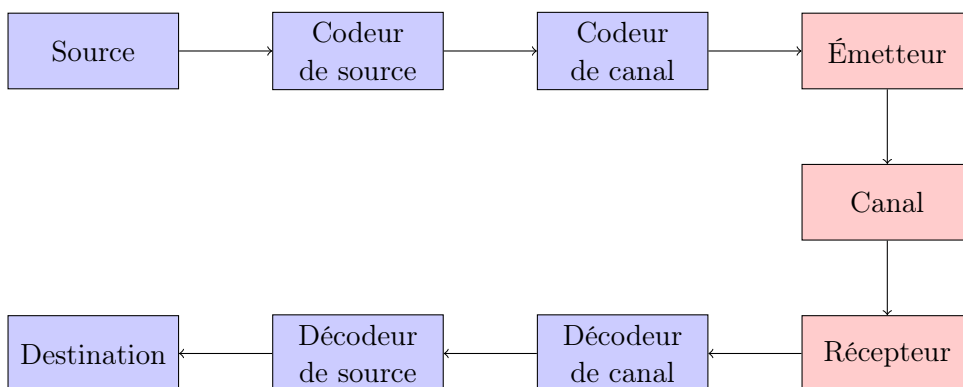 Source
Codeur
de source
Codeur
de canal
Émetteur
Canal
Récepteur
Décodeur
de canal
Décodeur
de source
Destination